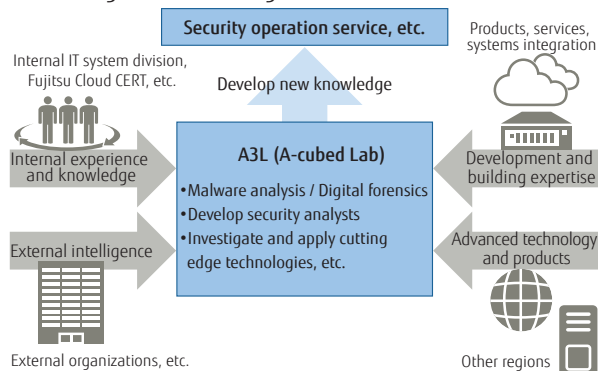 Security operation service, etc.
Products, services,
systems integration
Internal IT system division,
Fujitsu Cloud CERT, etc.
Develop new knowledge
Internal experience
and knowledge
A3L (A-cubed Lab)
•Malware analysis / Digital forensics
•Develop security analysts
•Investigate and apply cutting
edge technologies, etc.
Development and
building expertise
External intelligence
Advanced technology
and products
External organizations, etc.
Other regions